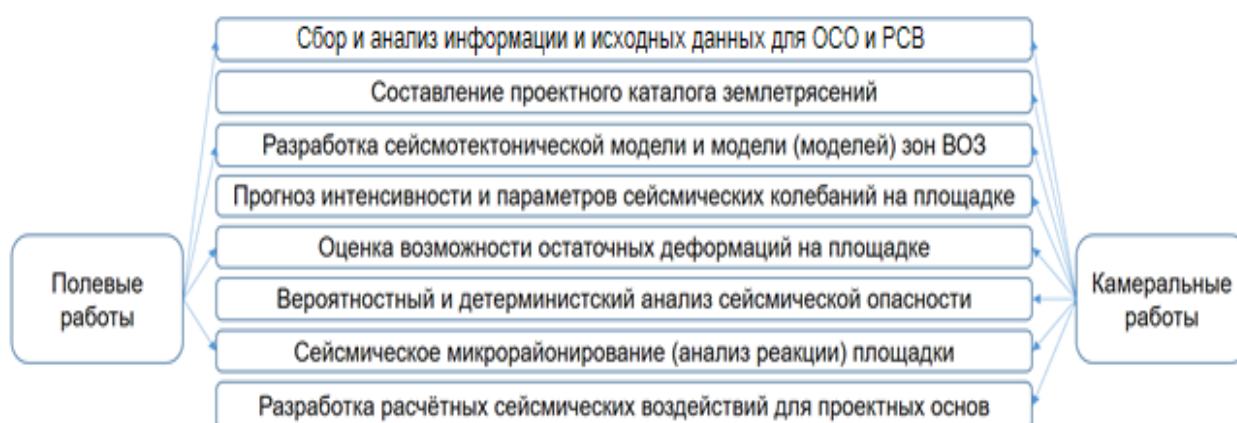 Сбор и анализ информации и исходных данных для ОСО и РСВ
Составление проектного каталога землетрясений
Разработка сейсмотектонической модели и модели (моделей) зон ВОЗ
Прогноз интенсивности и параметров сейсмических колебаний на площадке
Оценка возможности остаточных деформаций на площадке
Вероятностный и детерминистский анализ сейсмической опасности
Сейсмическое микрорайонирование (анализ реакции) площадки
Разработка расчётных сейсмических воздействий для проектных основ
Полевые
работы
Камеральные
работы